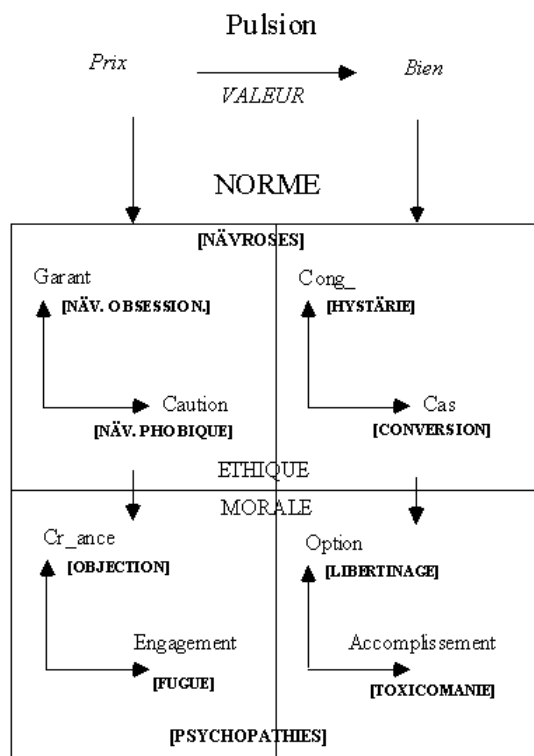 Pulsion
Prix
Bien
VALEUR
NORME
[NÄVROSES]
Garant
[NÄV. OBSESSION.]
Cong_
[HYSTÄRIE]
Caution
[NÄV. PHOBIQUE]
Cas
[CONVERSION]
ETHIQUE
MORALE
Cr_ance
[OBJECTION]
Option
[LIBERTINAGE]
Engagement
[FUGUE]
Accomplissement
[TOXICOMANIE]
[PSYCHOPATHIES]